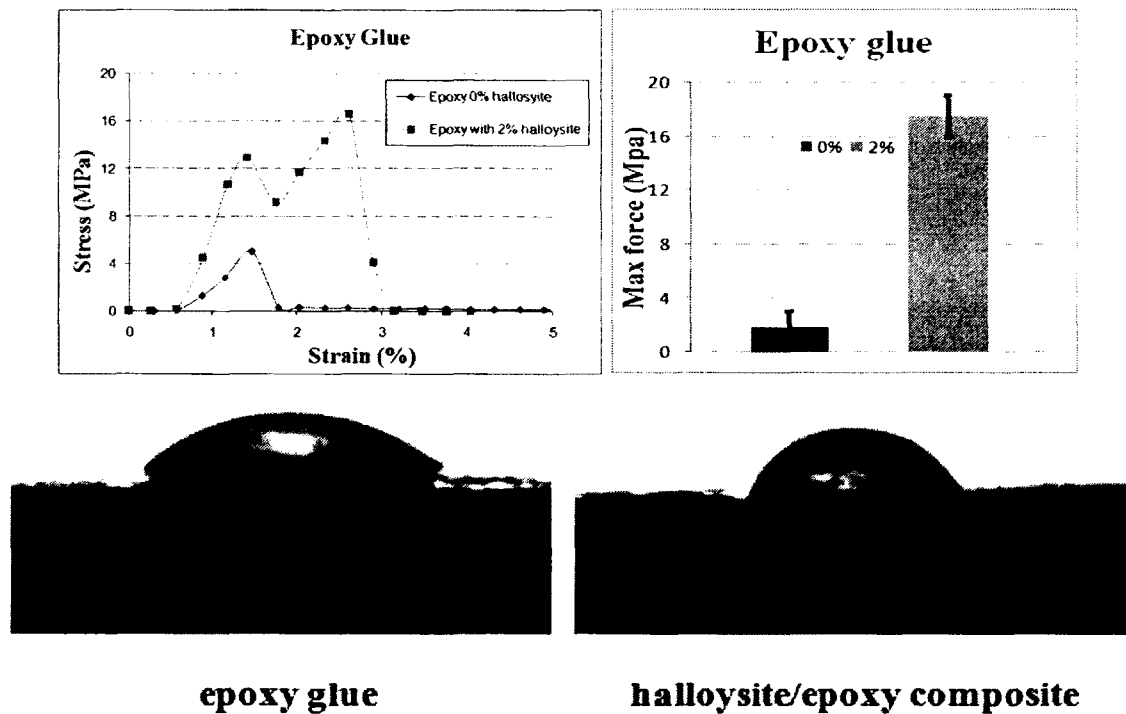 Epoxy Glue
20
16
12
8
4
0
Stress (MPa)
Epoxy 0% hallosyite
Epoxy with 2% halloysite
0 1 2 3 4 5
Strain (%)
Epoxy glue
20
16
12
8
4
0
Max force (Mpa)
0% 2%
epoxy glue
halloysite/epoxy composite